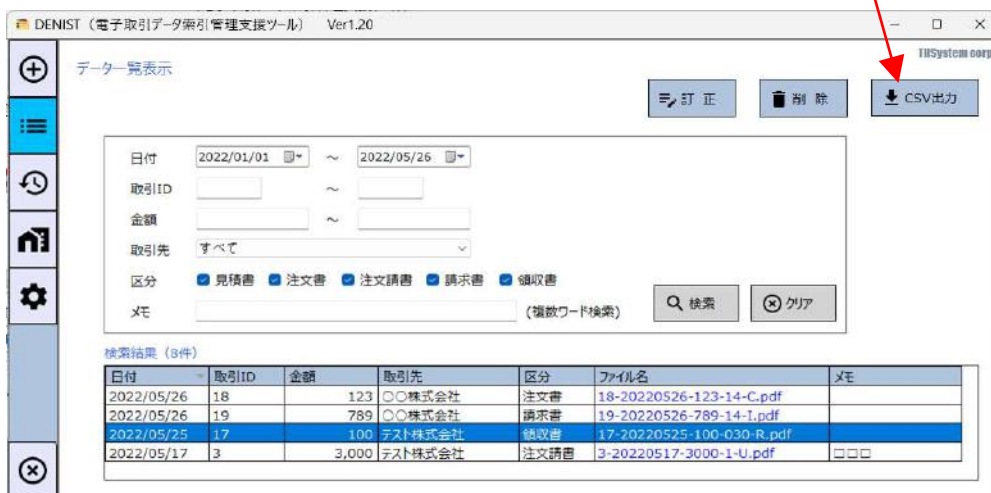 DENIST（電子取引データ索引管理支援ツール） Ver1.20
TRSystem corp
データ一覧表示
訂 正 削 除 CSV出力
日付 2022/01/01 ～ 2022/05/26
取引ID ～
金額 ～
取引先 すべて
区分 見積書 注文書 注文請書 請求書 領収書
メモ (複数ワード検索) 検索 クリア
検索結果（8件）
日付 取引ID 金額 取引先 区分 ファイル名 メモ
2022/05/26 18 123 〇〇株式会社 注文書 18-20220526-123-14-C.pdf
2022/05/26 19 789 〇〇株式会社 請求書 19-20220526-789-14-I.pdf
2022/05/25 17 100 テスト株式会社 領収書 17-20220525-100-030-R.pdf
2022/05/17 3 3,000 テスト株式会社 注文請書 3-20220517-3000-1-U.pdf □□□